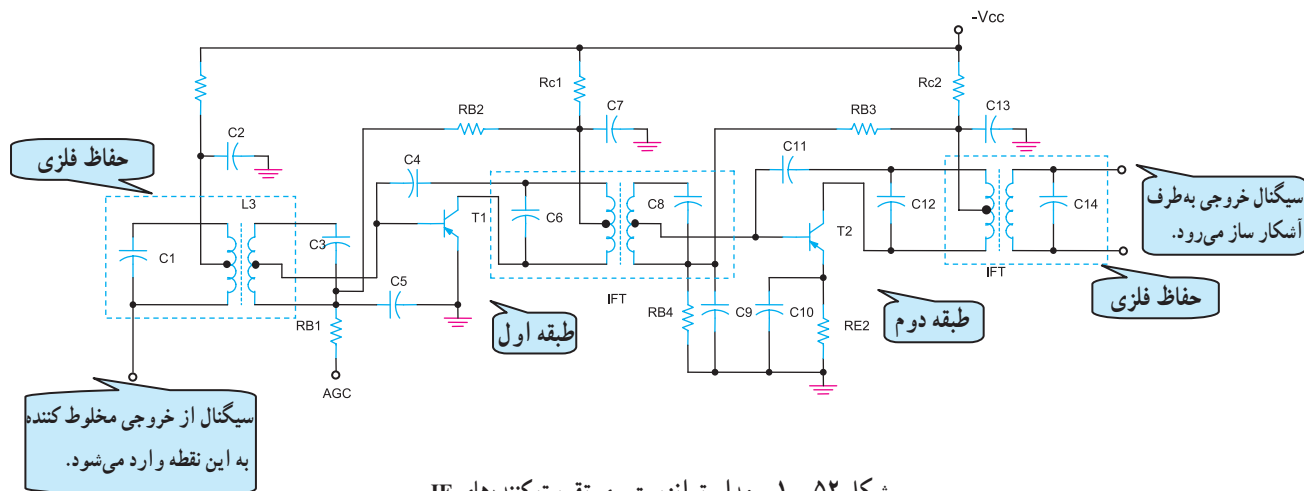 -Vcc
Rc1
Rc2
C2
RB2
C7
RB3
C13
حفاظ فلزی
C4
C11
سیگنال خروجی به‌طرف
آشکار ساز می‌رود.
L3
C1
C3
T1
C6
C8
T2
C12
C14
C5
IFT
IFT
حفاظ فلزی
RB1
طبقه اول
RB4
C9
C10
RE2
طبقه دوم
AGC
سیگنال از خروجی مخلوط کننده
به این نقطه وارد می‌شود.